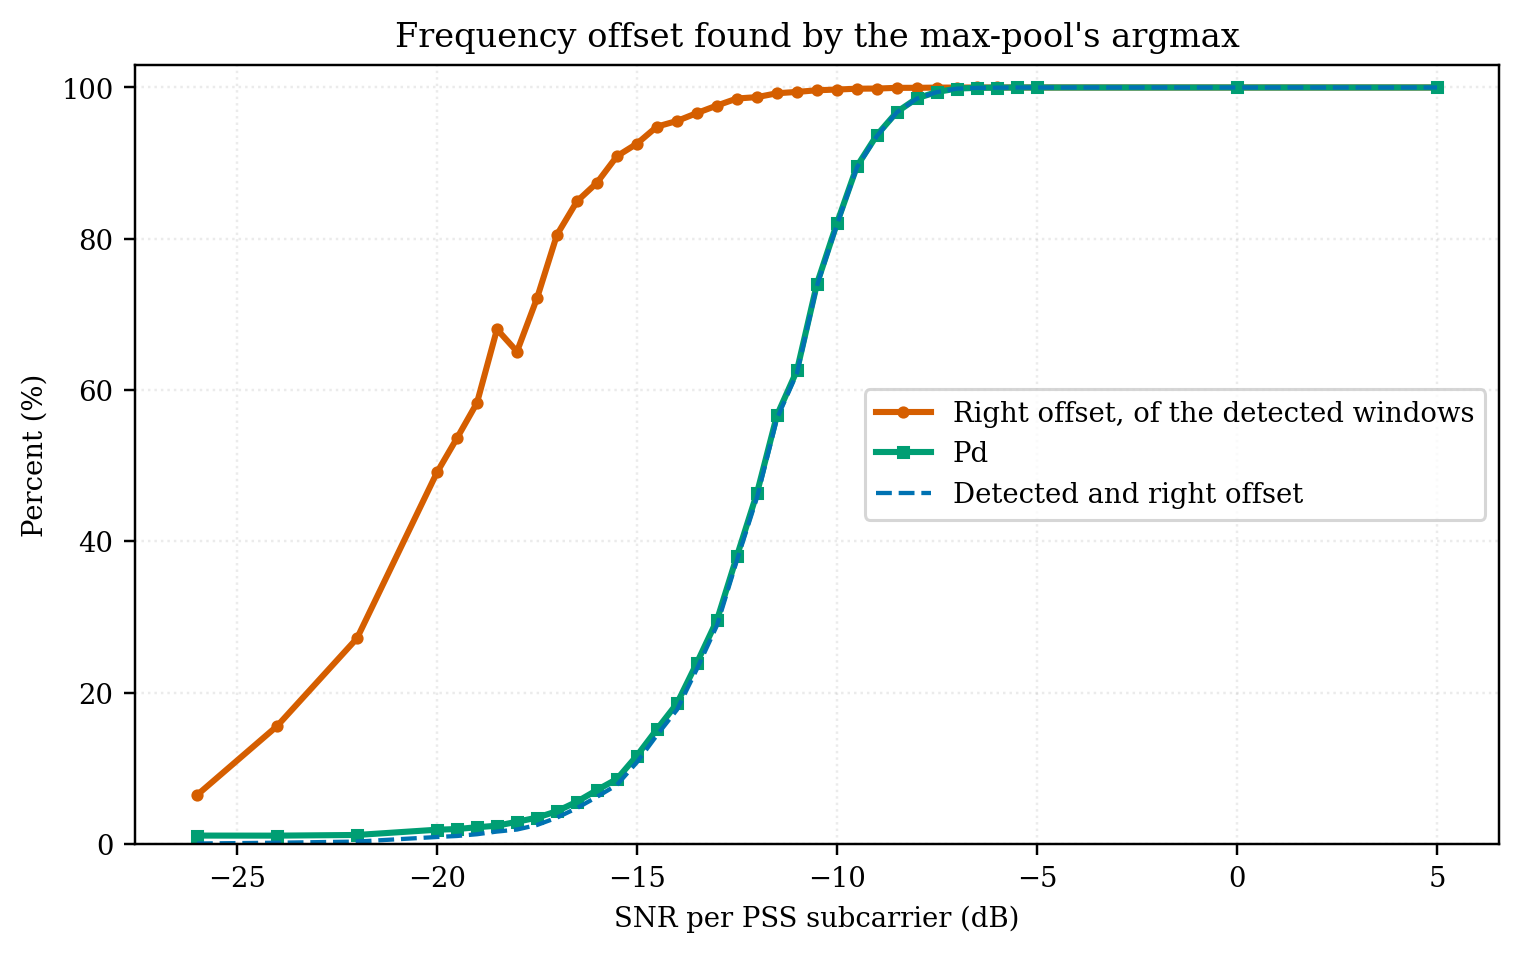 Frequency offset found by the max-pool's argmax
100
80
60
40
20
0
Percent (%)
Right offset, of the detected windows
Pd
Detected and right offset
−25 −20 −15 −10 −5 0 5
SNR per PSS subcarrier (dB)